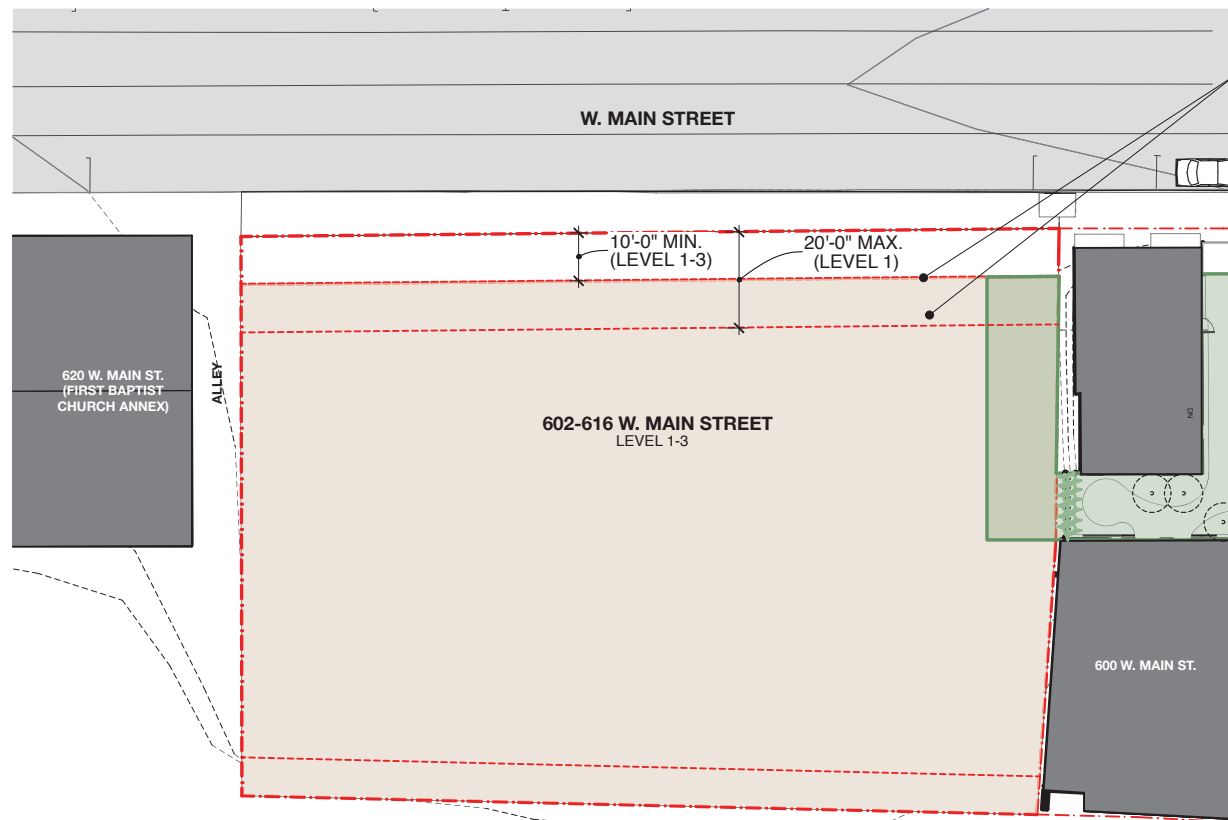 W. MAIN STREET
10'-0" MIN.
(LEVEL 1-3)
20'-0" MAX.
(LEVEL 1)
620 W. MAIN ST.
(FIRST BAPTIST
CHURCH ANNEX)
ALLEY
602-616 W. MAIN STREET
LEVEL 1-3
DN
600 W. MAIN ST.